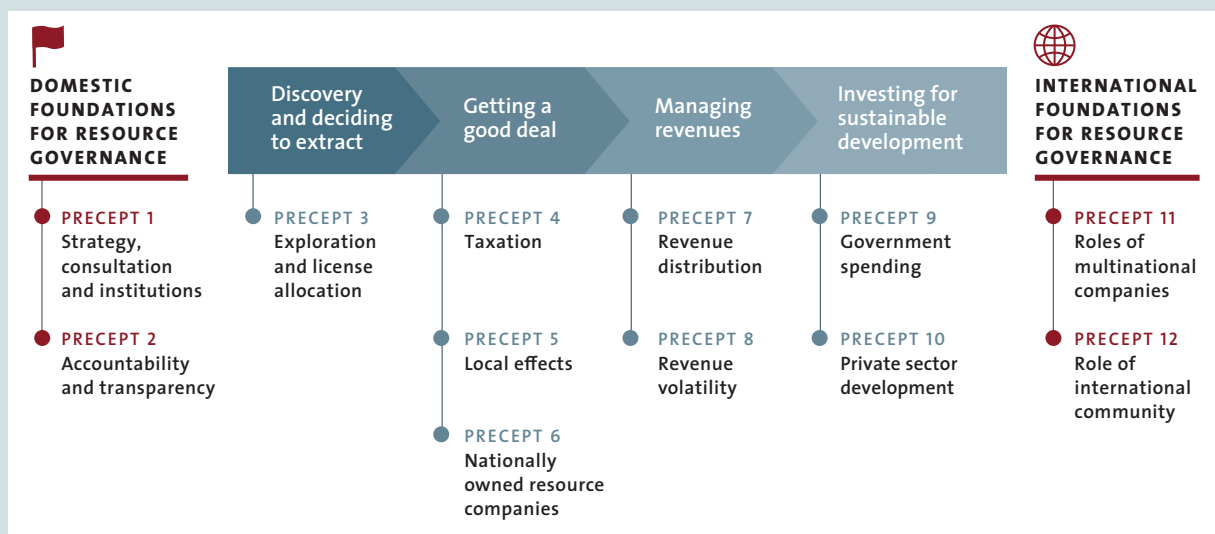 DOMESTIC
FOUNDATIONS
FOR RESOURCE
GOVERNANCE
PRECEPT 1
Strategy,
consultation
and institutions
PRECEPT 2
Accountability
and transparency
Discovery
and deciding
to extract
PRECEPT 3
Exploration
and license
allocation
Getting a
good deal
PRECEPT 4
Taxation
PRECEPT 5
Local effects
PRECEPT 6
Nationally
owned resource
companies
Managing
revenues
PRECEPT 7
Revenue
distribution
PRECEPT 8
Revenue
volatility
Investing for
sustainable
development
PRECEPT 9
Government
spending
PRECEPT 10
Private sector
development
INTERNATIONAL
FOUNDATIONS
FOR RESOURCE
GOVERNANCE
PRECEPT 11
Roles of
multinational
companies
PRECEPT 12
Role of
international
community